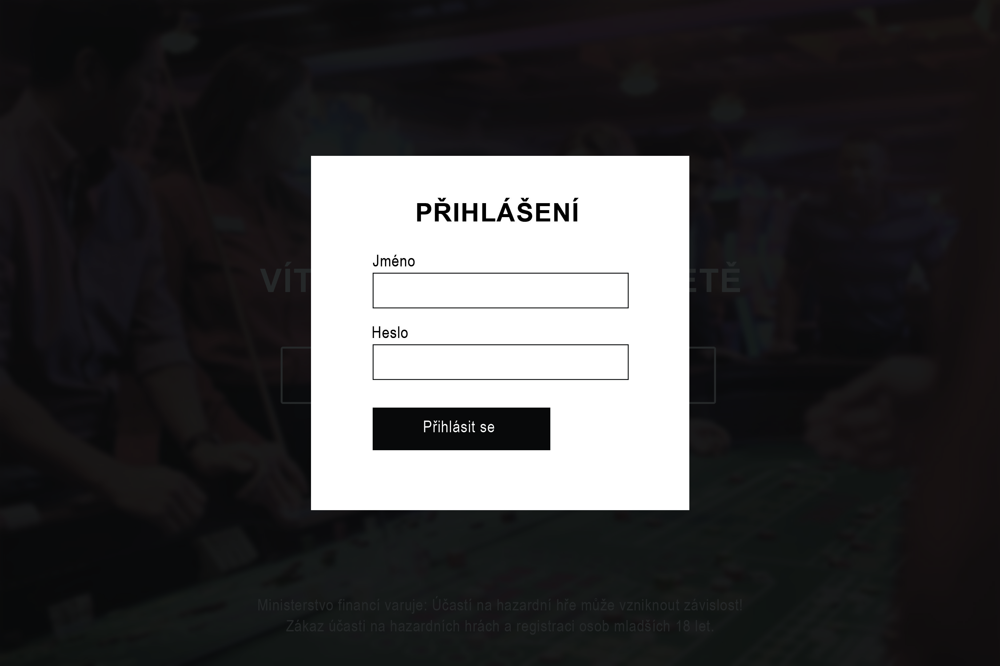 PŘIHLÁŠENÍ
Jméno
VÍT ETĚ
Heslo
Přihlásit se
Ministerstvo financí varuje: Účastí na hazardní hře může vzniknout závislost!
Zákaz účasti na hazardních hrách a registraci osob mladších 18 let.